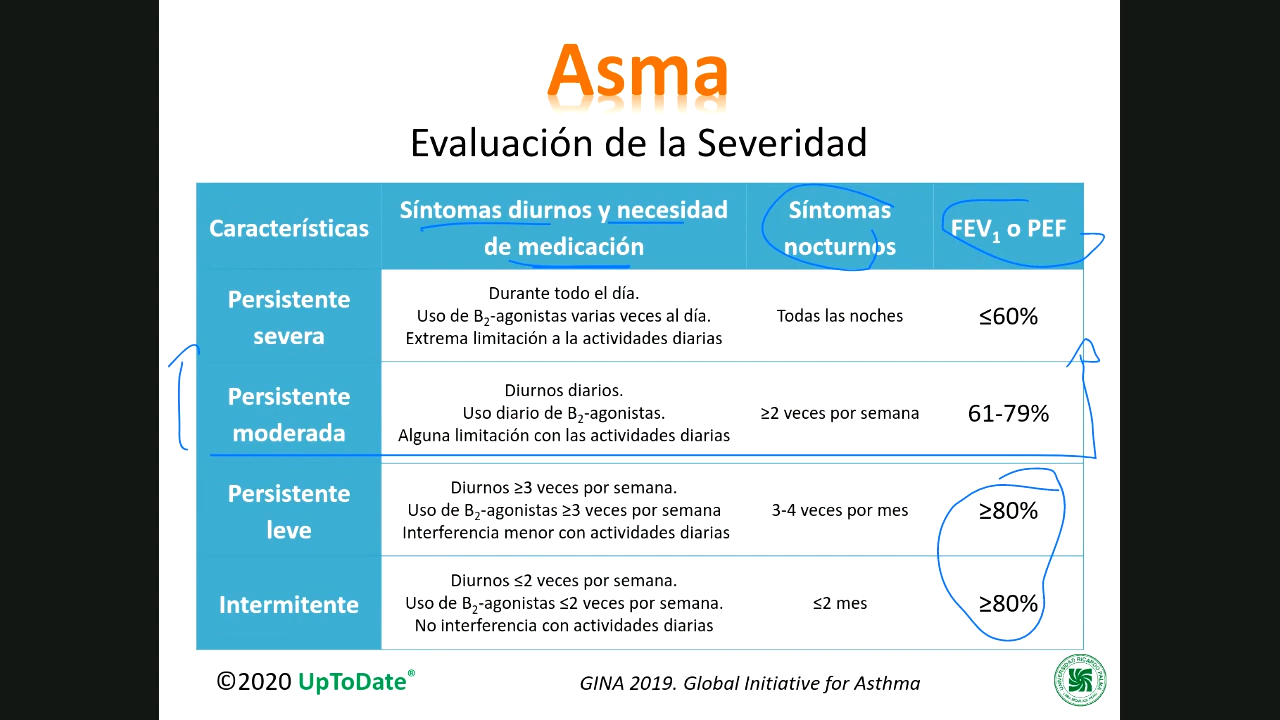 Asma
Evaluación de la Severidad
Características
Síntomas diurnos y necesidad
de medicación
Síntomas
nocturnos
FEV1 o PEF
Persistente
severa
Durante todo el día.
Uso de B2-agonistas varias veces al día.
Extrema limitación a la actividades diarias
Todas las noches
≤60%
Persistente
moderada
Diurnos diarios.
Uso diario de B2-agonistas.
Alguna limitación con las actividades diarias
≥2 veces por semana
61-79%
Persistente
leve
Diurnos ≥3 veces por semana.
Uso de B2-agonistas ≥3 veces por semana
Interferencia menor con actividades diarias
3-4 veces por mes
≥80%
Intermitente
Diurnos ≤2 veces por semana.
Uso de B2-agonistas ≤2 veces por semana.
No interferencia con actividades diarias
≤2 mes
≥80%
©2020 UpToDate®
GINA 2019. Global Initiative for Asthma
UNIVERSIDAD RICARDO PALMA